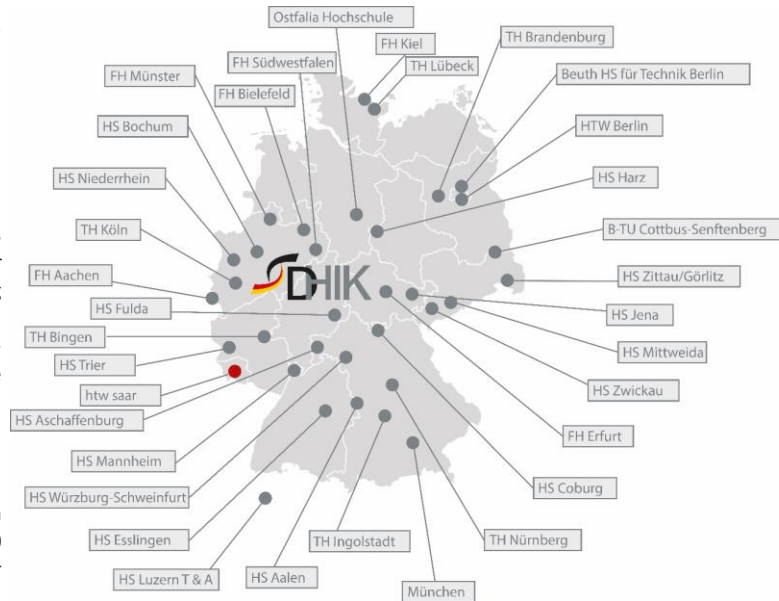 Ostfalia Hochschule
FH Kiel
TH Brandenburg
FH Südwestfalen
TH Lübeck
FH Münster
Beuth HS für Technik Berlin
FH Bielefeld
HS Bochum
HTW Berlin
HS Niederrhein
HS Harz
TH Köln
B-TU Cottbus-Senftenberg
FH Aachen
DHIK
HS Zittau/Görlitz
HS Fulda
HS Jena
TH Bingen
HS Mittweida
HS Trier
HS Zwickau
htw saar
HS Aschaffenburg
FH Erfurt
HS Mannheim
HS Coburg
HS Würzburg-Schweinfurt
HS Esslingen
TH Ingolstadt
TH Nürnberg
HS Luzern T & A
HS Aalen
München